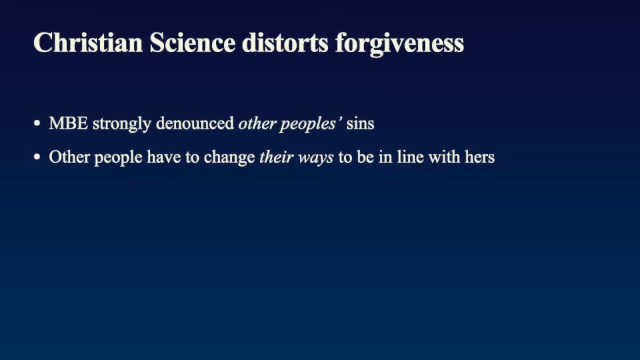 Christian Science distorts forgiveness
• MBE strongly denounced other peoples' sins
• Other people have to change their ways to be in line with hers